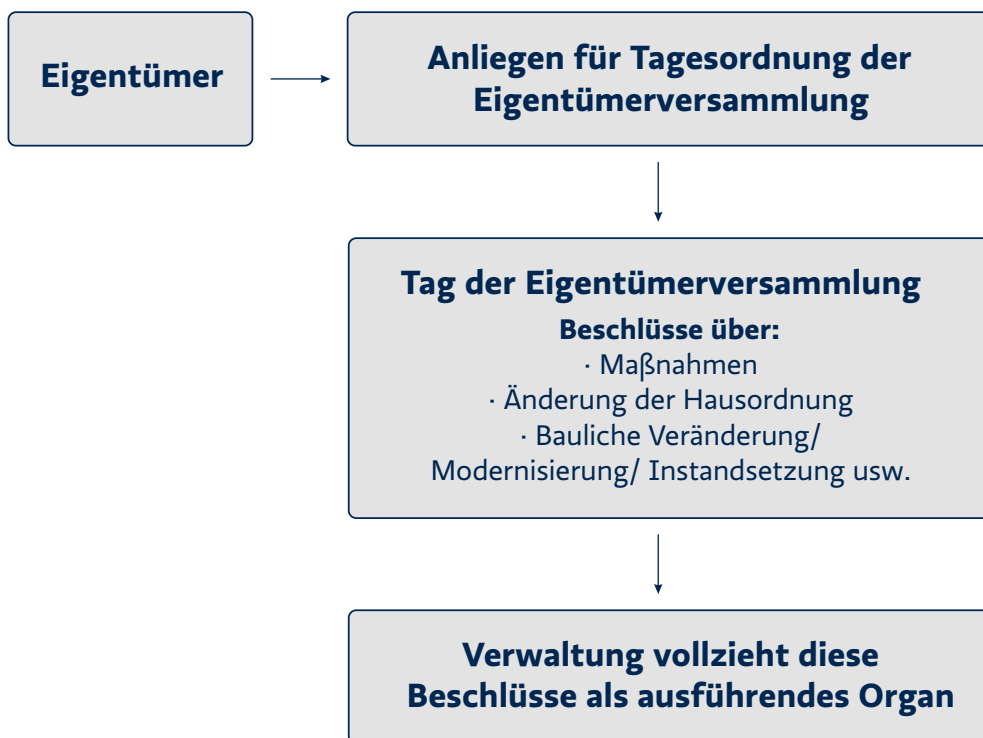 Eigentümer
Anliegen für Tagesordnung der
Eigentümerversammlung
Tag der Eigentümerversammlung
Beschlüsse über:
· Maßnahmen
· Änderung der Hausordnung
· Bauliche Veränderung/
Modernisierung/ Instandsetzung usw.
Verwaltung vollzieht diese
Beschlüsse als ausführendes Organ